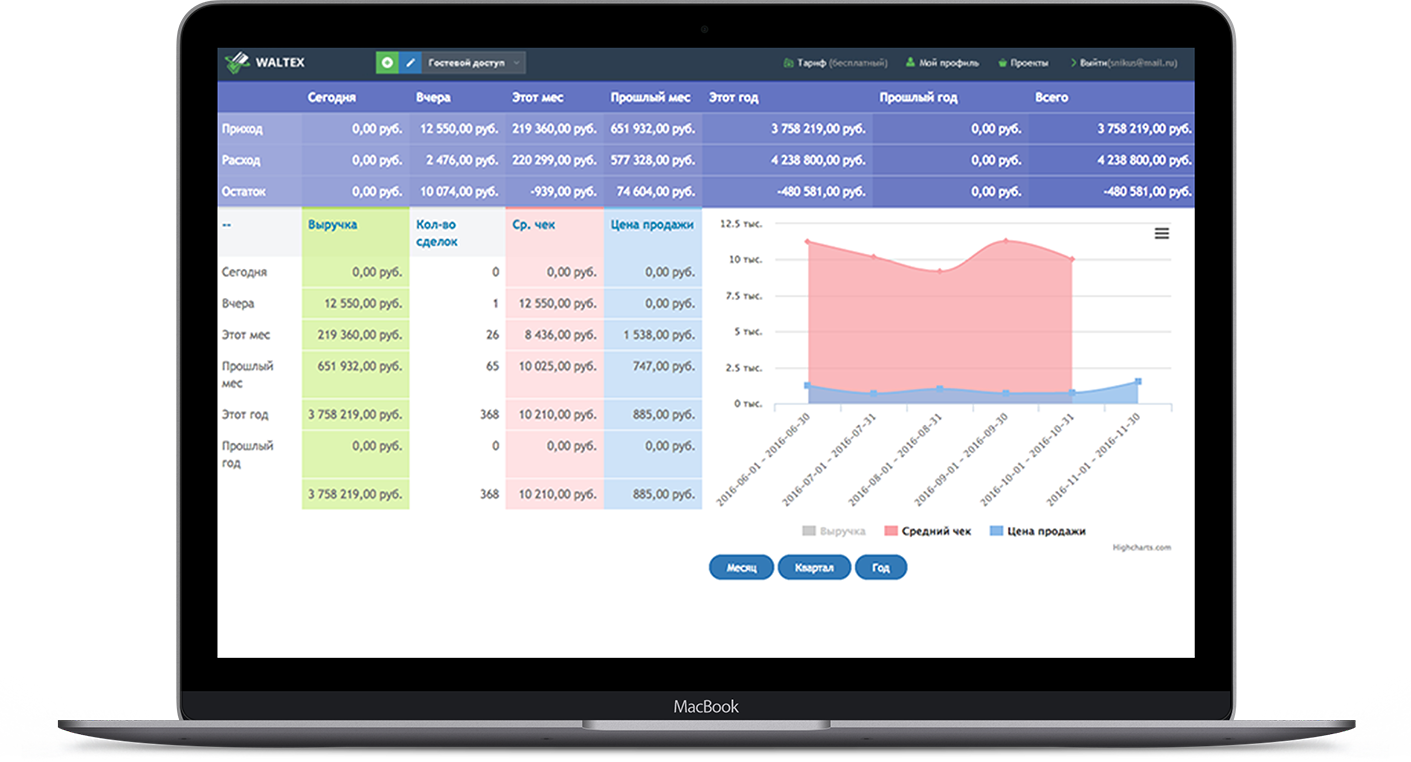 WALTEX
Гостевой доступ
Тариф (бесплатный)
Мой профиль
Проекты
Выйти(snikus@mail.ru)
Сегодня Вчера Этот мес Прошлый мес Этот год Прошлый год Всего
Приход 0,00 руб. 12 550,00 руб. 219 360,00 руб. 651 932,00 руб. 3 758 219,00 руб. 0,00 руб. 3 758 219,00 руб.
Расход 0,00 руб. 2 476,00 руб. 220 299,00 руб. 577 328,00 руб. 4 238 800,00 руб. 0,00 руб. 4 238 800,00 руб.
Остаток 0,00 руб. 10 074,00 руб. -939,00 руб. 74 604,00 руб. -480 581,00 руб. 0,00 руб. -480 581,00 руб.
-- Выручка Кол-во Ср. чек Цена продажи
сделок
Сегодня 0,00 руб. 0 0,00 руб. 0,00 руб.
Вчера 12 550,00 руб. 1 12 550,00 руб. 0,00 руб.
Этот мес 219 360,00 руб. 26 8 436,00 руб. 1 538,00 руб.
Прошлый 651 932,00 руб. 65 10 025,00 руб. 747,00 руб.
мес
Этот год 3 758 219,00 руб. 368 10 210,00 руб. 885,00 руб.
Прошлый 0,00 руб. 0 0,00 руб. 0,00 руб.
год
3 758 219,00 руб. 368 10 210,00 руб. 885,00 руб.
12.5 тыс.
10 тыс.
7.5 тыс.
5 тыс.
2.5 тыс.
0 тыс.
2016-06-01 - 2016-06-30
2016-07-01 - 2016-07-31
2016-08-01 - 2016-08-31
2016-09-01 - 2016-09-30
2016-10-01 - 2016-10-31
2016-11-01 - 2016-11-30
Выручка Средний чек Цена продажи
Highcharts.com
Месяц Квартал Год
MacBook